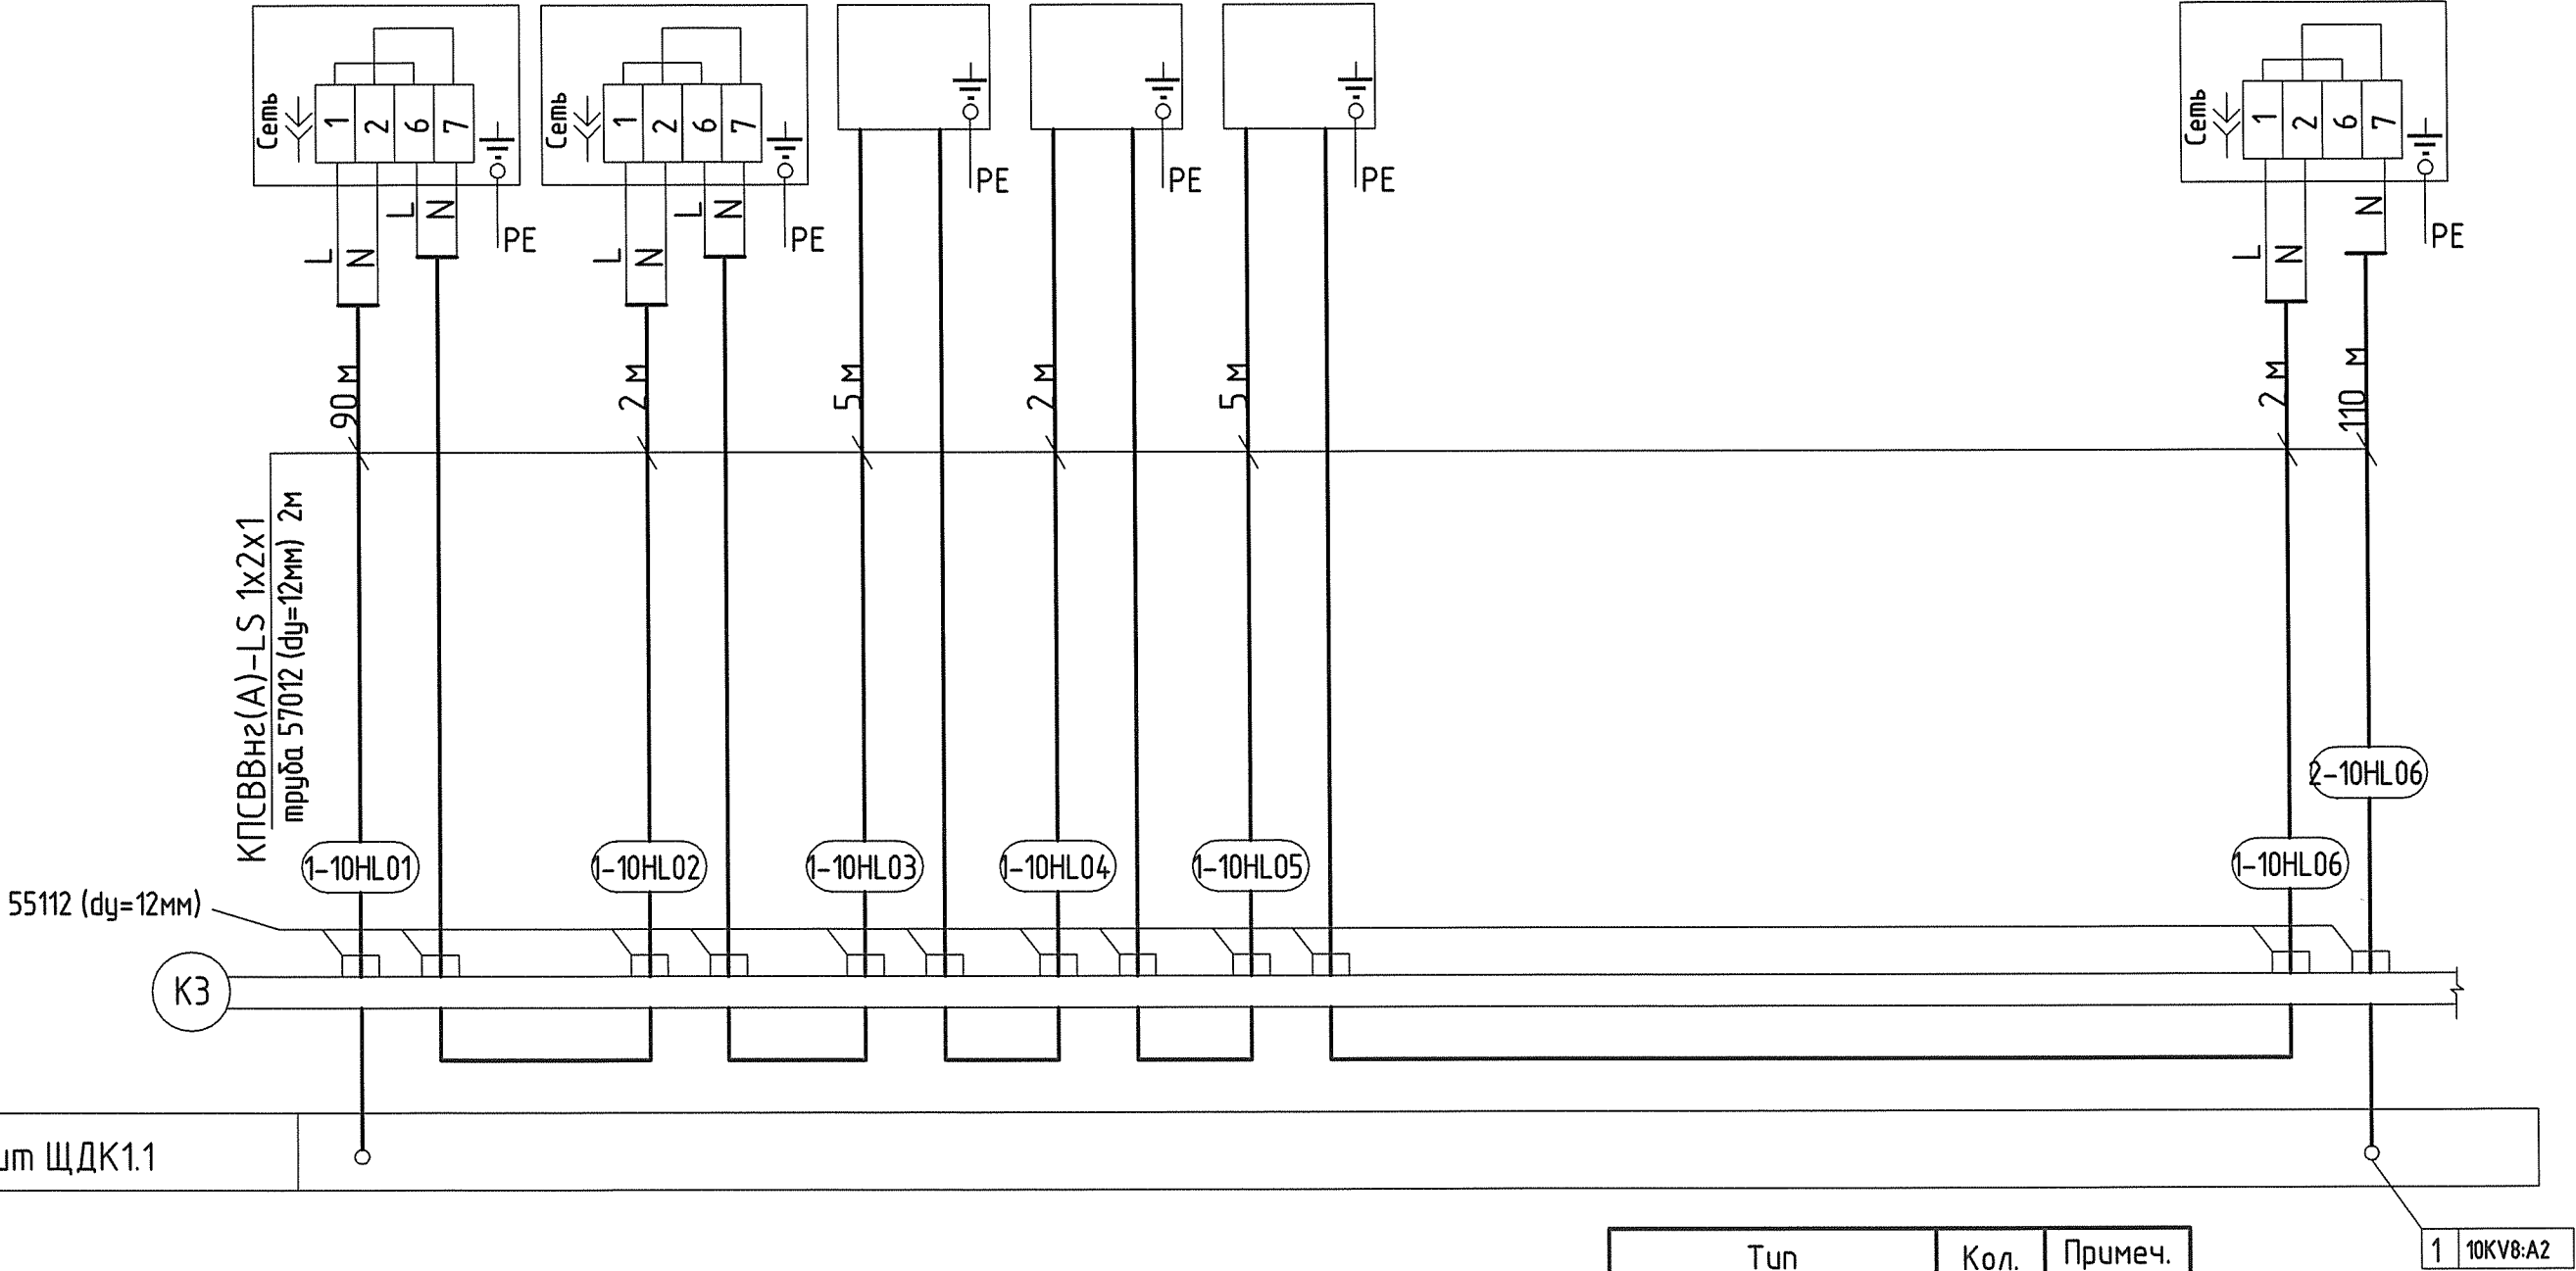 Сеть 1 2 6 7
Сеть 1 2 6 7
Сеть 1 2 6 7
L N L N PE
L N L N PE
PE
PE
PE
L N N PE
90 м
2 м
5 м
2 м
5 м
2 м
110 м
КПСВВнг(А)-LS 1x2x1
труба 57012 (dy=12мм) 2м
2-10HL06
1-10HL01
1-10HL02
1-10HL03
1-10HL04
1-10HL05
1-10HL06
55112 (dy=12мм)
К3
ит ЩДК1.1
1 10KV8:A2
Тип Кол. Примеч.